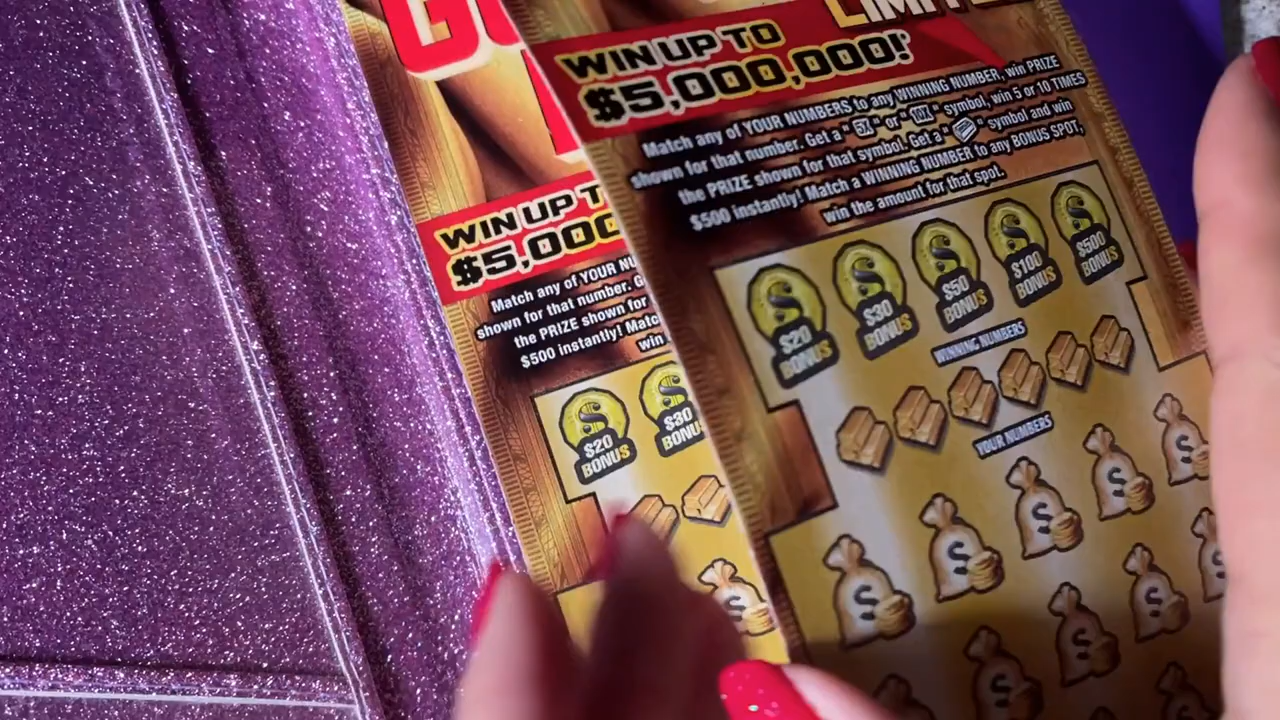 WIN UP TO
$5,000,000!*
Match any of YOUR NUMBERS to any WINNING NUMBER, win PRIZE
shown for that number. Get a "5X" or "10X" symbol, win 5 or 10 TIMES
the PRIZE shown for that symbol. Get a " " symbol and win
$500 instantly! Match a WINNING NUMBER to any BONUS SPOT,
win the amount for that spot.
$20
BONUS
$30
BONUS
$50
BONUS
$100
BONUS
$500
BONUS
WINNING NUMBERS
YOUR NUMBERS
WIN UP
$5,000
Match any of YOUR
shown for that number.
the PRIZE shown for
$500 instantly!
win
$20
BONUS
$30
BONUS